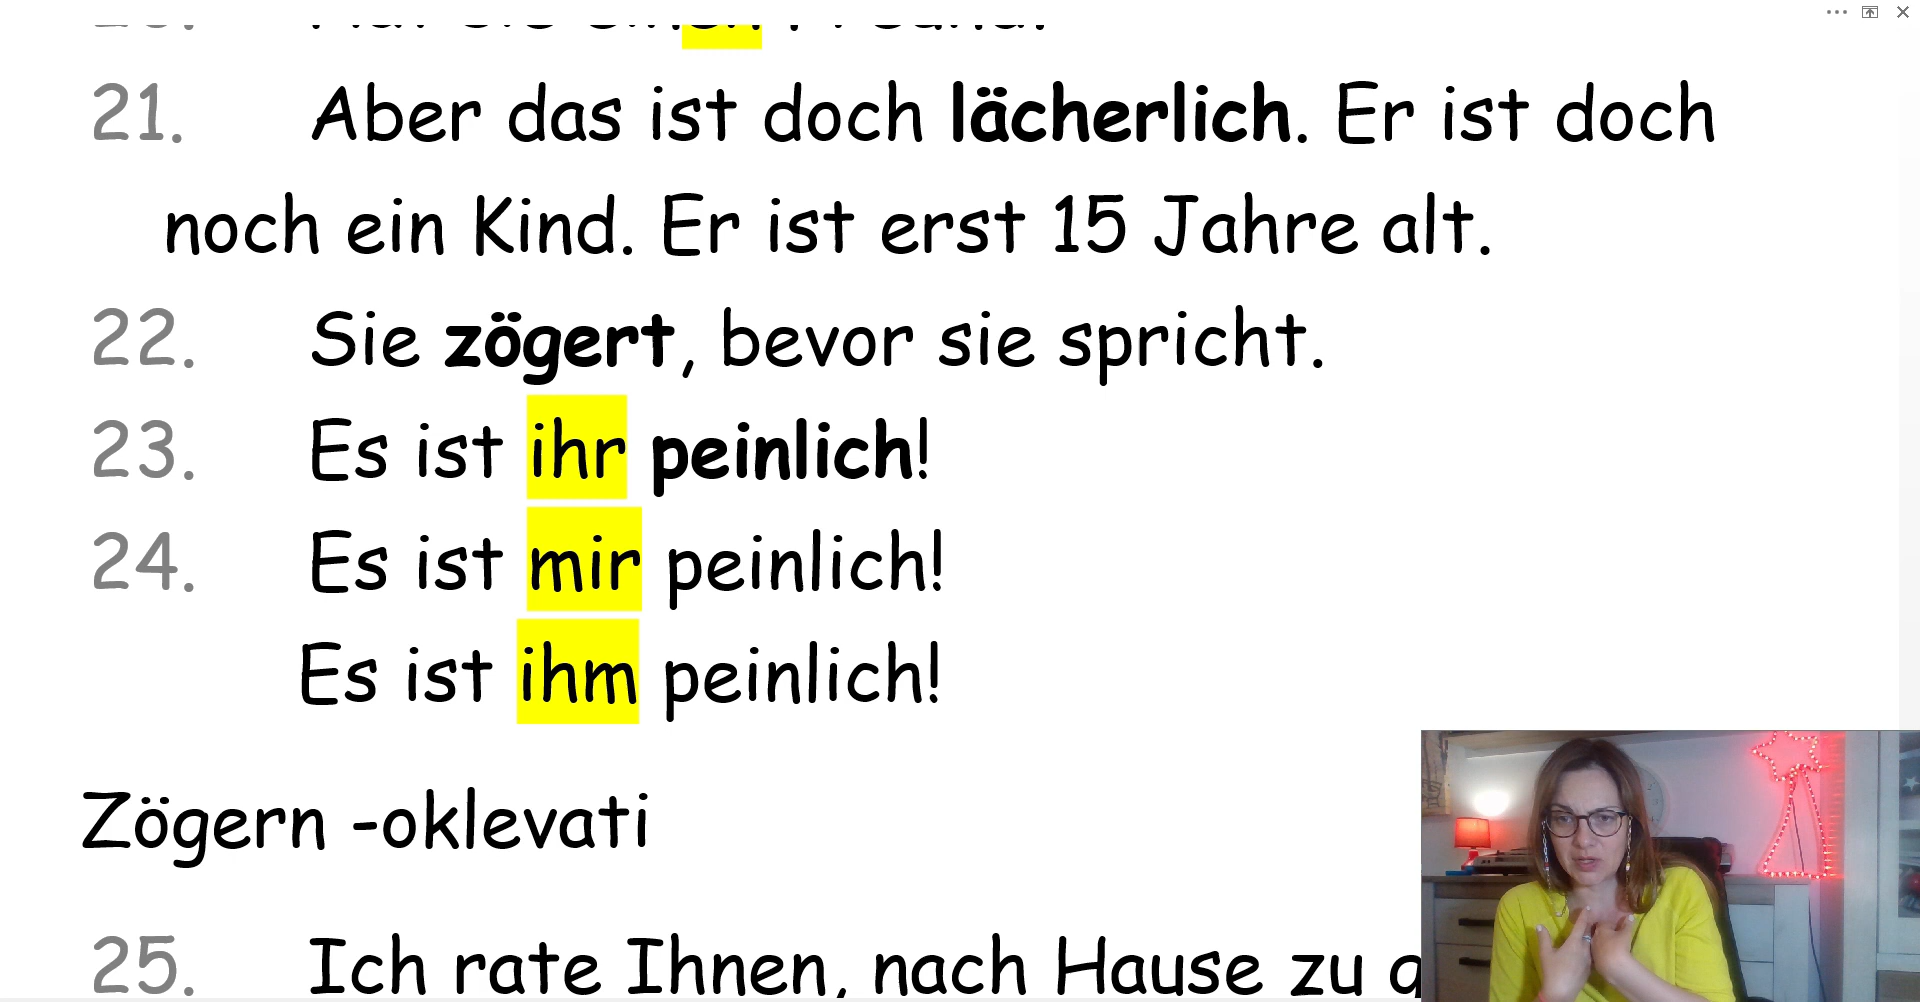 21. Aber das ist doch lächerlich. Er ist doch
noch ein Kind. Er ist erst 15 Jahre alt.
22. Sie zögert, bevor sie spricht.
23. Es ist ihr peinlich!
24. Es ist mir peinlich!
Es ist ihm peinlich!
Zögern -oklevati
25. Ich rate Ihnen, nach Hause zu